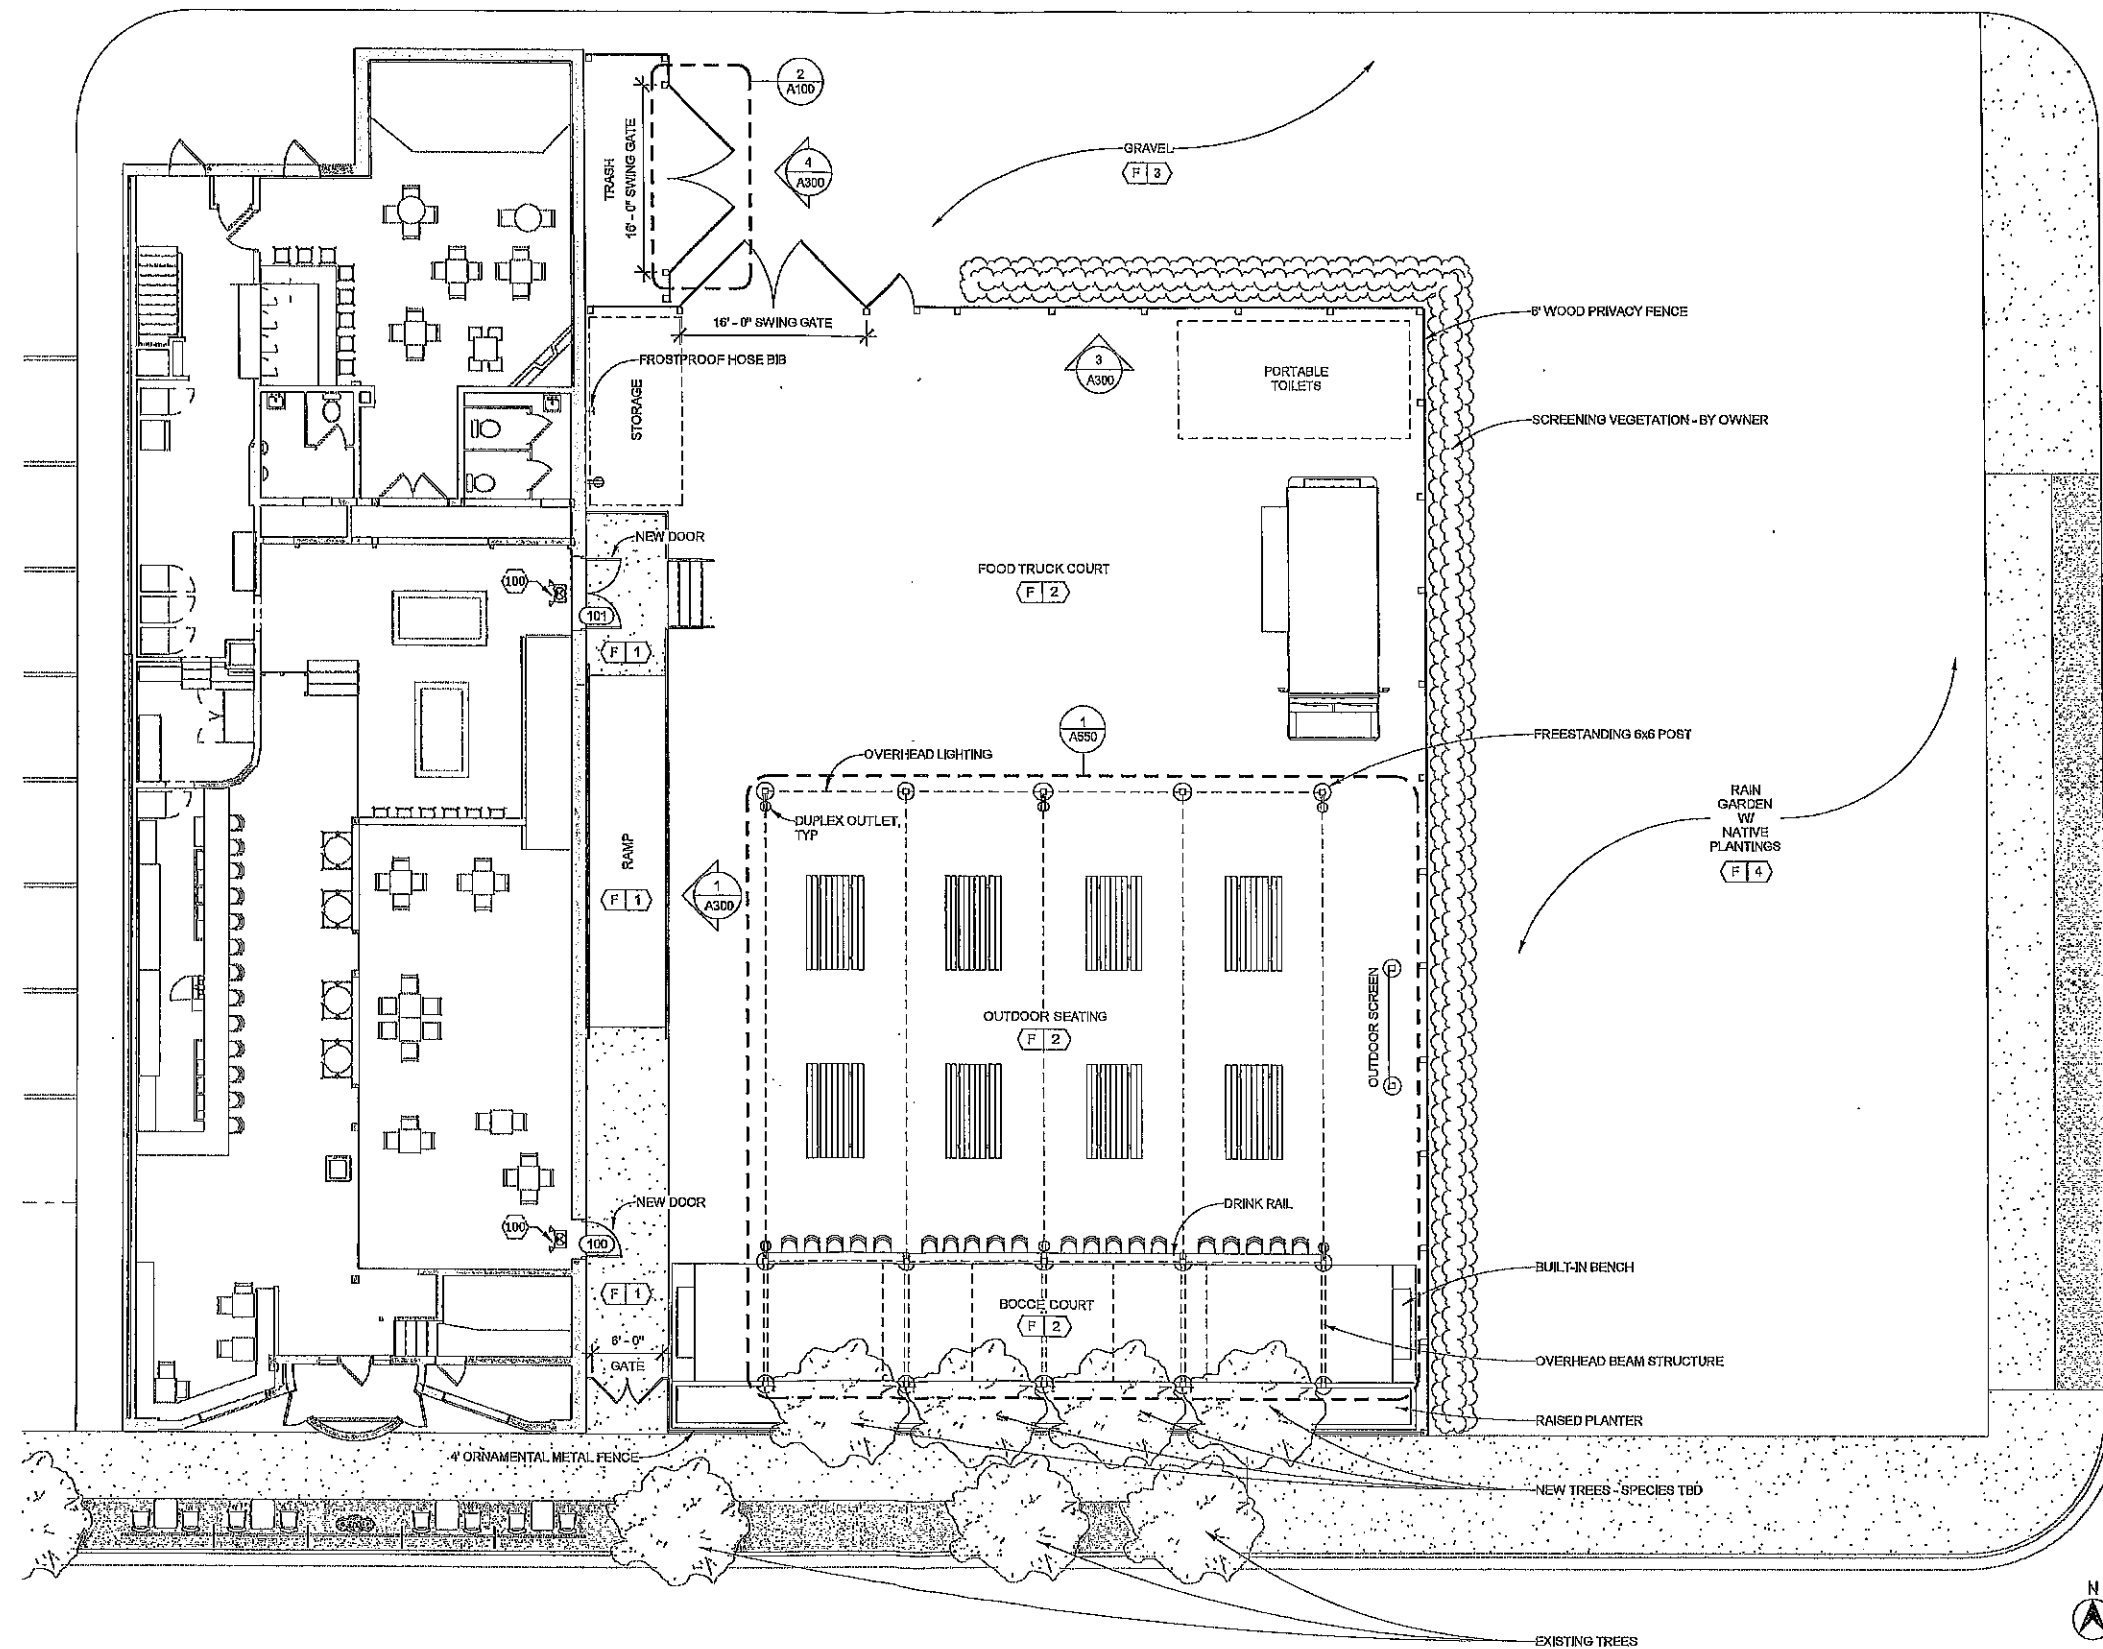 2
A100
TRASH
16' - 0" SWING GATE
4
A300
GRAVEL
F 3
16' - 0" SWING GATE
6' WOOD PRIVACY FENCE
FROSTPROOF HOSE BIB
STORAGE
3
A300
PORTABLE
TOILETS
SCREENING VEGETATION - BY OWNER
NEW DOOR
100
101
FOOD TRUCK COURT
F 2
F 1
1
A550
FREESTANDING 6x6 POST
OVERHEAD LIGHTING
DUPLEX OUTLET,
TYP
RAIN
GARDEN
W/
NATIVE
PLANTINGS
F 4
RAMP
F 1
1
A300
OUTDOOR SEATING
F 2
OUTDOOR SCREEN
NEW DOOR
DRINK RAIL
100
100
BUILT-IN BENCH
F 1
BOCCE COURT
F 2
6' - 0"
GATE
OVERHEAD BEAM STRUCTURE
RAISED PLANTER
4' ORNAMENTAL METAL FENCE
NEW TREES - SPECIES TBD
N
EXISTING TREES